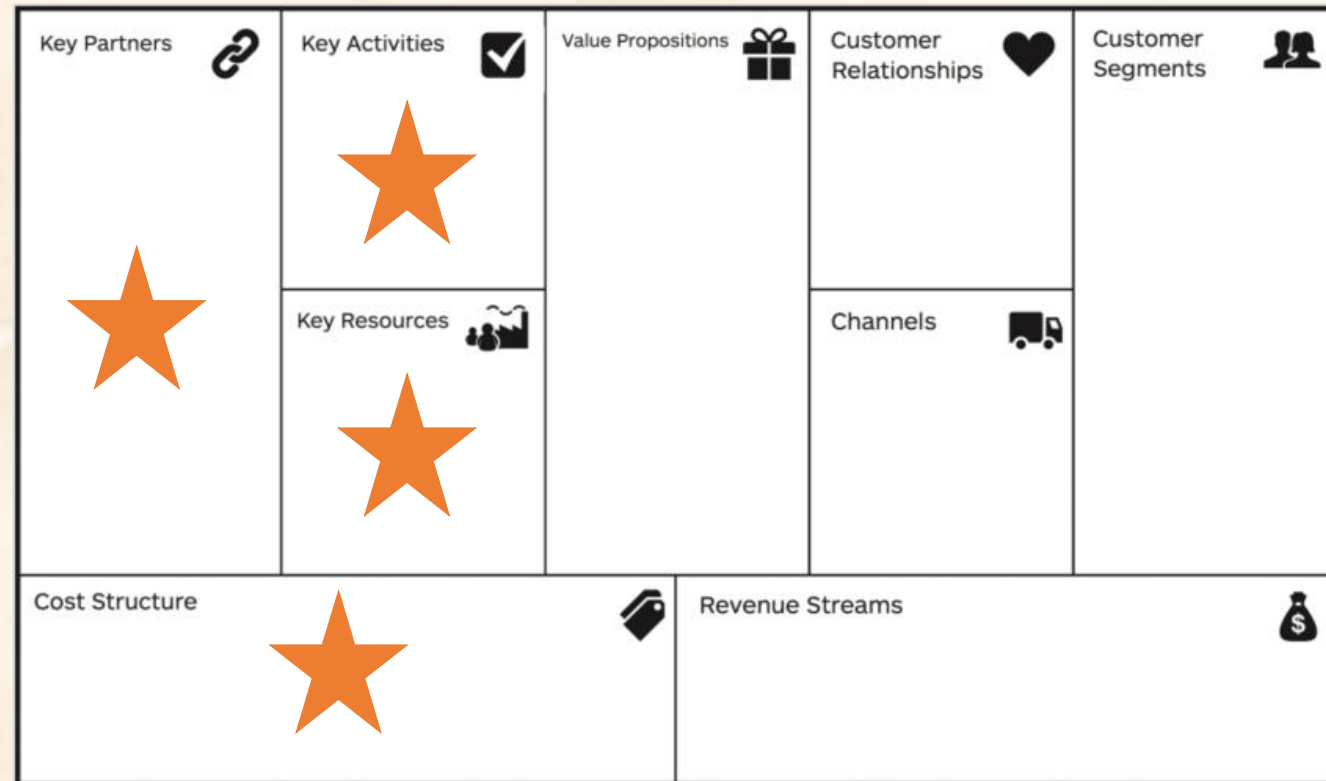 Key Partners
Key Activities
Value Propositions
Customer
Relationships
Customer
Segments
Key Resources
Channels
Cost Structure
Revenue Streams
$